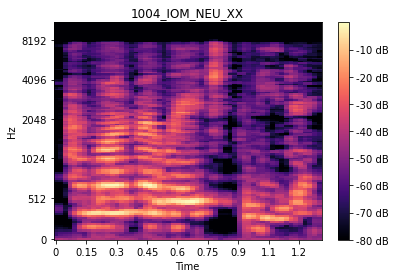 1004_IOM_NEU_XX
8192
4096
2048
1024
512
0
Hz
0 0.15 0.3 0.45 0.6 0.75 0.9 1.1 1.2
Time
-10 dB
-20 dB
-30 dB
-40 dB
-50 dB
-60 dB
-70 dB
-80 dB